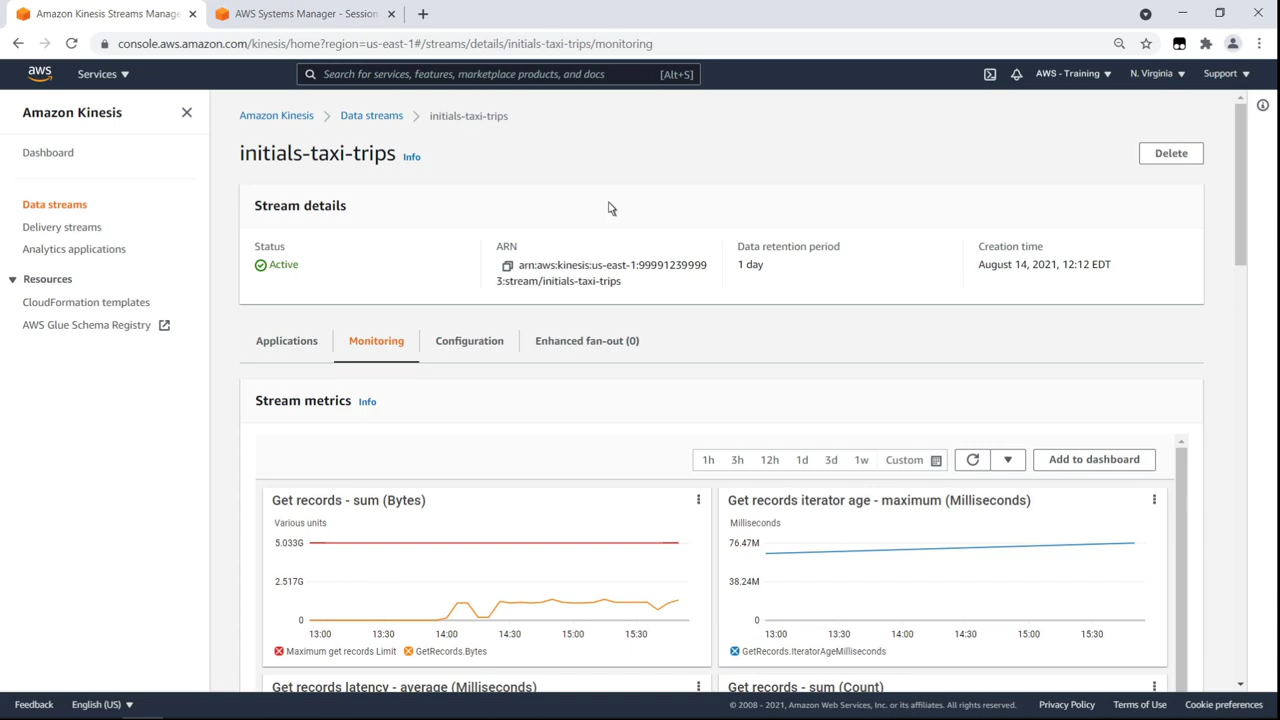 Amazon Kinesis Streams Manage
AWS Systems Manager - Session
console.aws.amazon.com/kinesis/home?region=us-east-1#/streams/details/initials-taxi-trips/monitoring
aws
Services
Search for services, features, marketplace products, and docs
[Alt+S]
AWS - Training
N. Virginia
Support
Amazon Kinesis
Dashboard
Data streams
Delivery streams
Analytics applications
Resources
CloudFormation templates
AWS Glue Schema Registry
Amazon Kinesis
Data streams
initials-taxi-trips
initials-taxi-trips
Info
Delete
Stream details
Status
Active
ARN
arn:aws:kinesis:us-east-1:99991239999
3:stream/initials-taxi-trips
Data retention period
1 day
Creation time
August 14, 2021, 12:12 EDT
Applications
Monitoring
Configuration
Enhanced fan-out (0)
Stream metrics
Info
1h
3h
12h
1d
3d
1w
Custom
Add to dashboard
Get records - sum (Bytes)
Various units
5.033G
2.517G
0
13:00
13:30
14:00
14:30
15:00
15:30
Maximum get records Limit
GetRecords.Bytes
Get records iterator age - maximum (Milliseconds)
Milliseconds
76.47M
38.24M
0
13:00
13:30
14:00
14:30
15:00
15:30
GetRecords.IteratorAgeMilliseconds
Get records latency - average (Milliseconds)
Get records - sum (Count)
Feedback
English (US)
© 2008 - 2021, Amazon Web Services, Inc. or its affiliates. All rights reserved.
Privacy Policy
Terms of Use
Cookie preferences